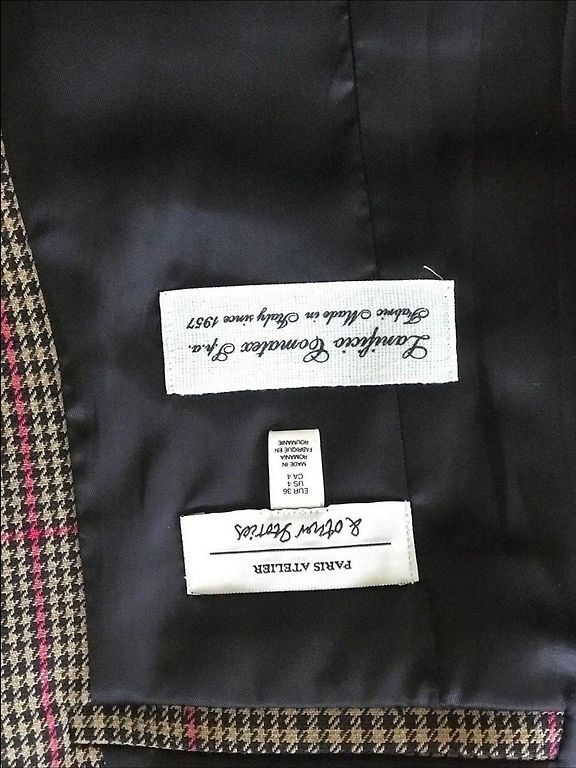 PARIS ATELIER
& other Stories
EUR 36
US 4
CA 4
MADE IN
ROMANIA
FABRIQUÉ EN
ROUMANIE
Lanificio Comatex S.p.a.
Fabric Made in Italy since 1957